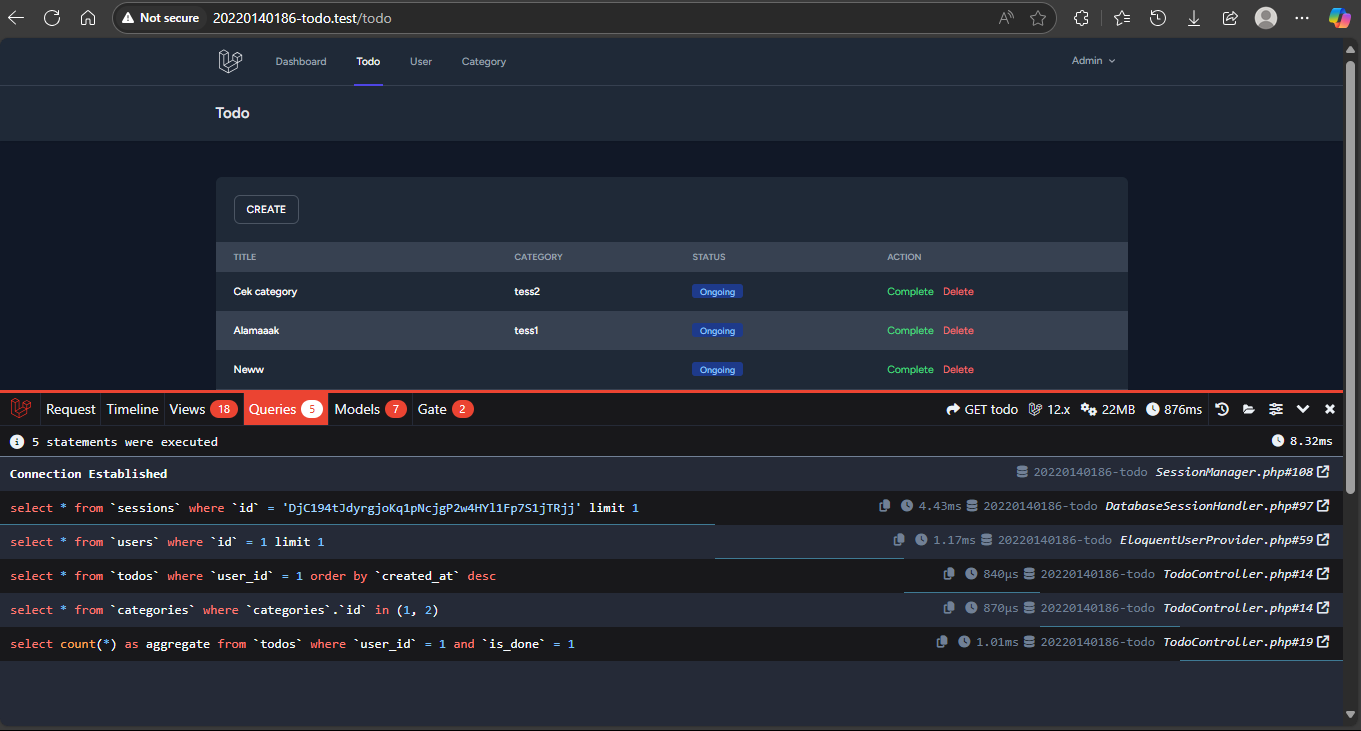 Not secure 20220140186-todo.test/todo
Dashboard Todo User Category Admin
Todo
CREATE
TITLE CATEGORY STATUS ACTION
Cek category tess2 Ongoing Complete Delete
Alamaaak tess1 Ongoing Complete Delete
Neww Ongoing Complete Delete
Request Timeline Views 18 Queries 5 Models 7 Gate 2 GET todo 12.x 22MB 876ms
5 statements were executed 8.32ms
Connection Established 20220140186-todo SessionManager.php#108
select * from `sessions` where `id` = 'DjC194tJdyrgjoKq1pNcjgP2w4HYl1Fp7S1jTRjj' limit 1 4.43ms 20220140186-todo DatabaseSessionHandler.php#97
select * from `users` where `id` = 1 limit 1 1.17ms 20220140186-todo EloquentUserProvider.php#59
select * from `todos` where `user_id` = 1 order by `created_at` desc 840μs 20220140186-todo TodoController.php#14
select * from `categories` where `categories`.`id` in (1, 2) 870μs 20220140186-todo TodoController.php#14
select count(*) as aggregate from `todos` where `user_id` = 1 and `is_done` = 1 1.01ms 20220140186-todo TodoController.php#19